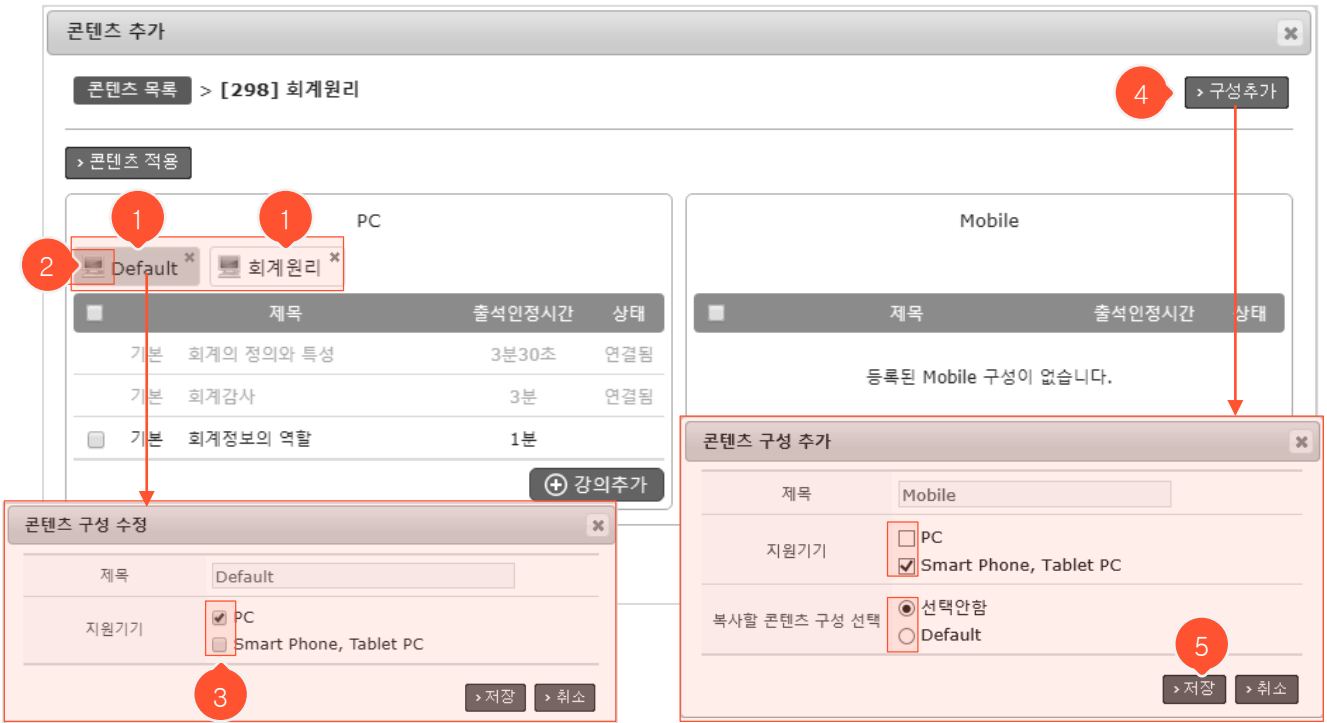 콘텐츠 추가
콘텐츠 목록 > [298] 회계원리
4 › 구성추가
› 콘텐츠 적용
PC
1 1
2 Default 회계원리
제목 출석인정시간 상태
기본 회계의 정의와 특성 3분30초 연결됨
기본 회계감사 3분 연결됨
기본 회계정보의 역할 1분
강의추가
Mobile
제목 출석인정시간 상태
등록된 Mobile 구성이 없습니다.
콘텐츠 구성 수정
제목 Default
지원기기 PC
Smart Phone, Tablet PC
3
› 저장 › 취소
콘텐츠 구성 추가
제목 Mobile
지원기기 PC
Smart Phone, Tablet PC
복사할 콘텐츠 구성 선택 선택안함
Default
5
› 저장 › 취소